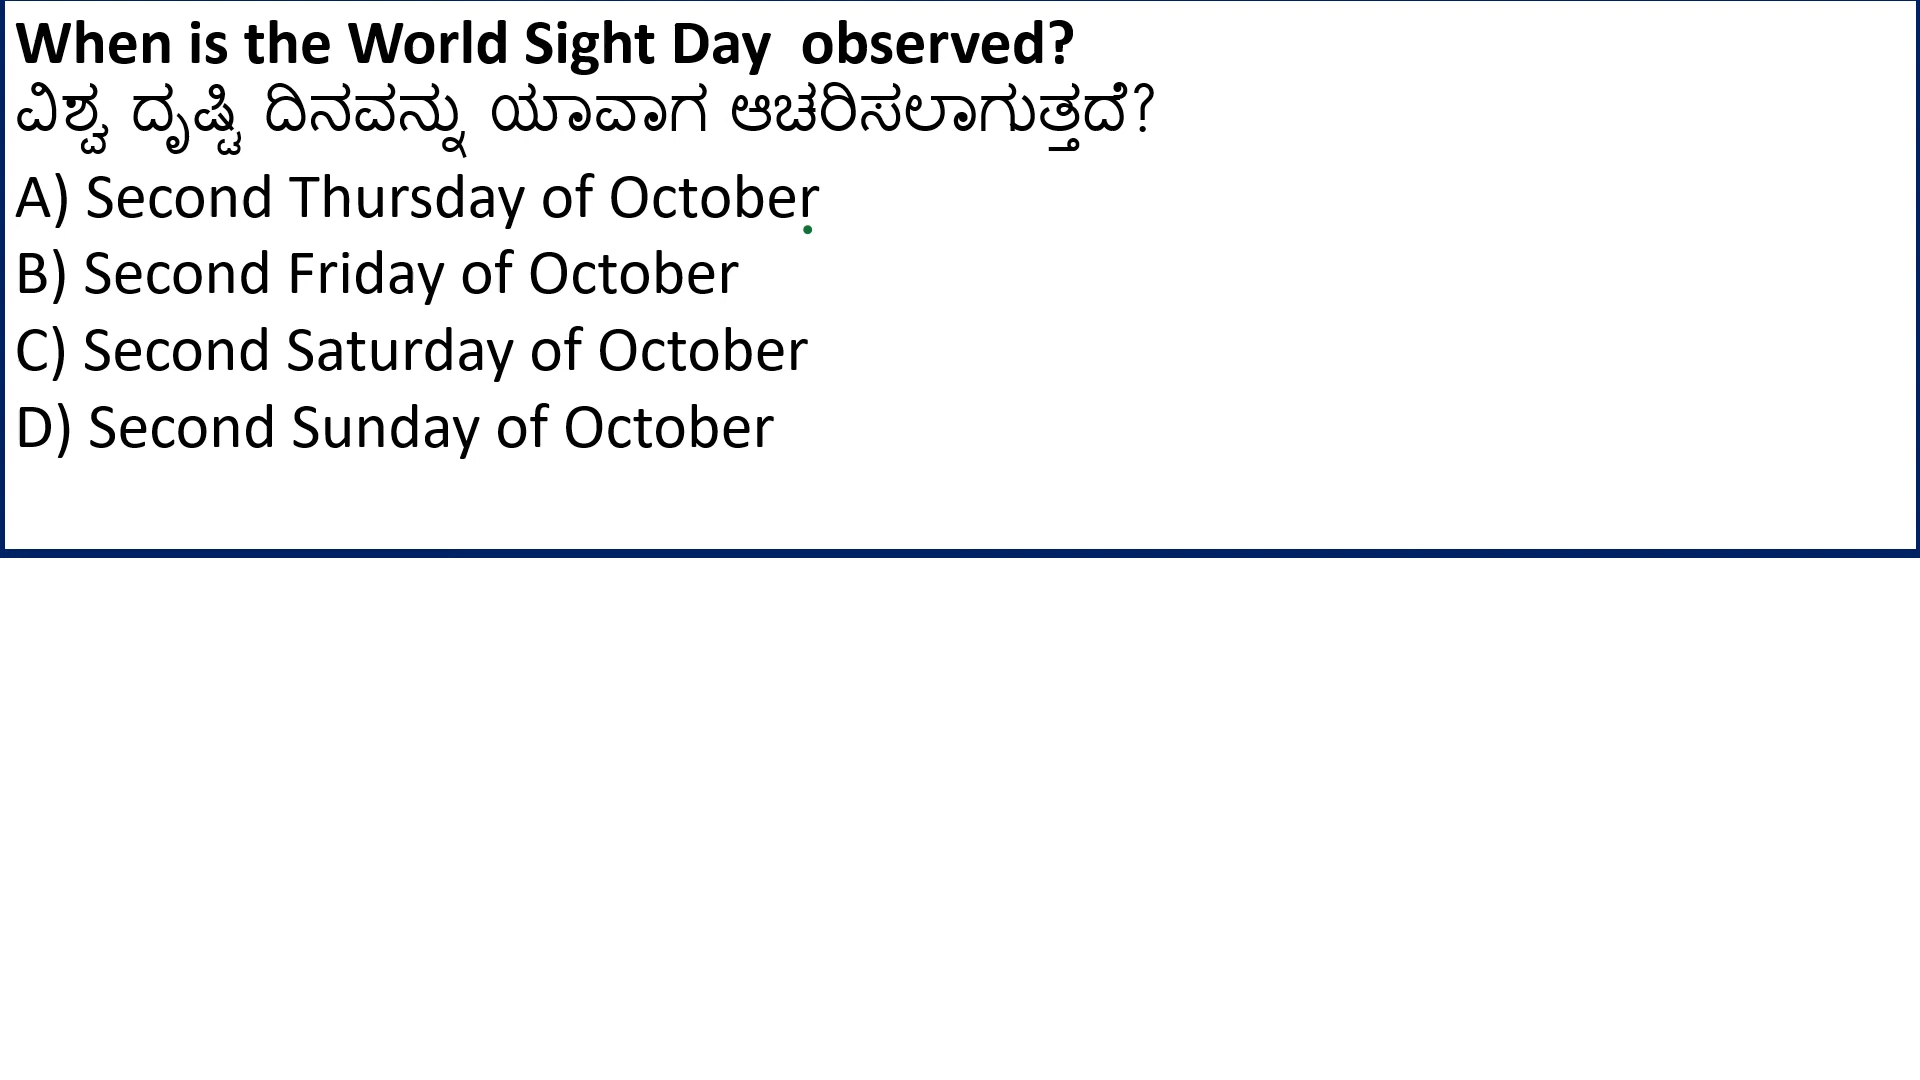 When is the World Sight Day  observed?
ವಿಶ್ವ ದೃಷ್ಟಿ ದಿನವನ್ನು ಯಾವಾಗ ಆಚರಿಸಲಾಗುತ್ತದೆ?
A) Second Thursday of October
B) Second Friday of October
C) Second Saturday of October
D) Second Sunday of October